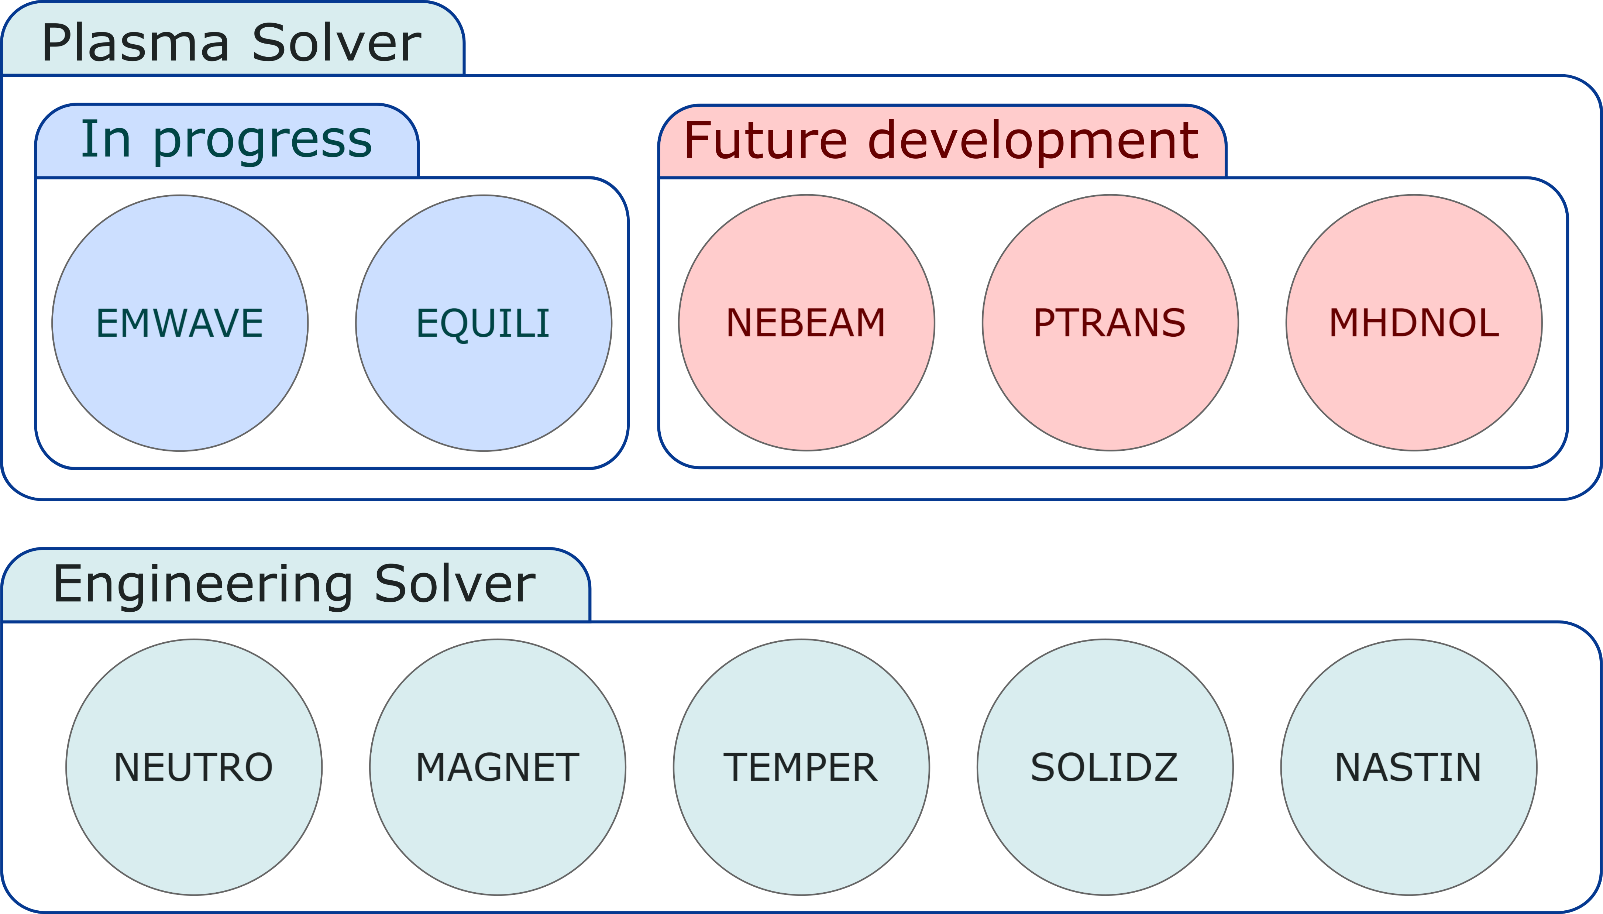 Plasma Solver
In progress
Future development
EMWAVE
EQUILI
NEBEAM
PTRANS
MHDNOL
Engineering Solver
NEUTRO
MAGNET
TEMPER
SOLIDZ
NASTIN